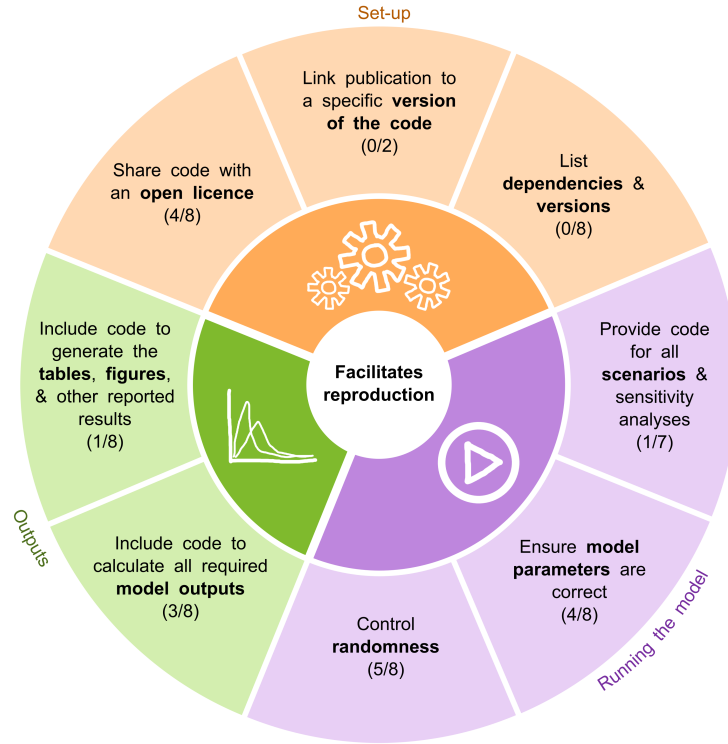 Set-up
Link publication to
a specific version
of the code
(0/2)
List
dependencies &
versions
(0/8)
Provide code
for all
scenarios &
sensitivity
analyses
(1/7)
Ensure model
parameters are
correct
(4/8)
Running the model
Control
randomness
(5/8)
Include code to
calculate all required
model outputs
(3/8)
Outputs
Include code to
generate the
tables, figures,
& other reported
results
(1/8)
Share code with
an open licence
(4/8)
Facilitates
reproduction